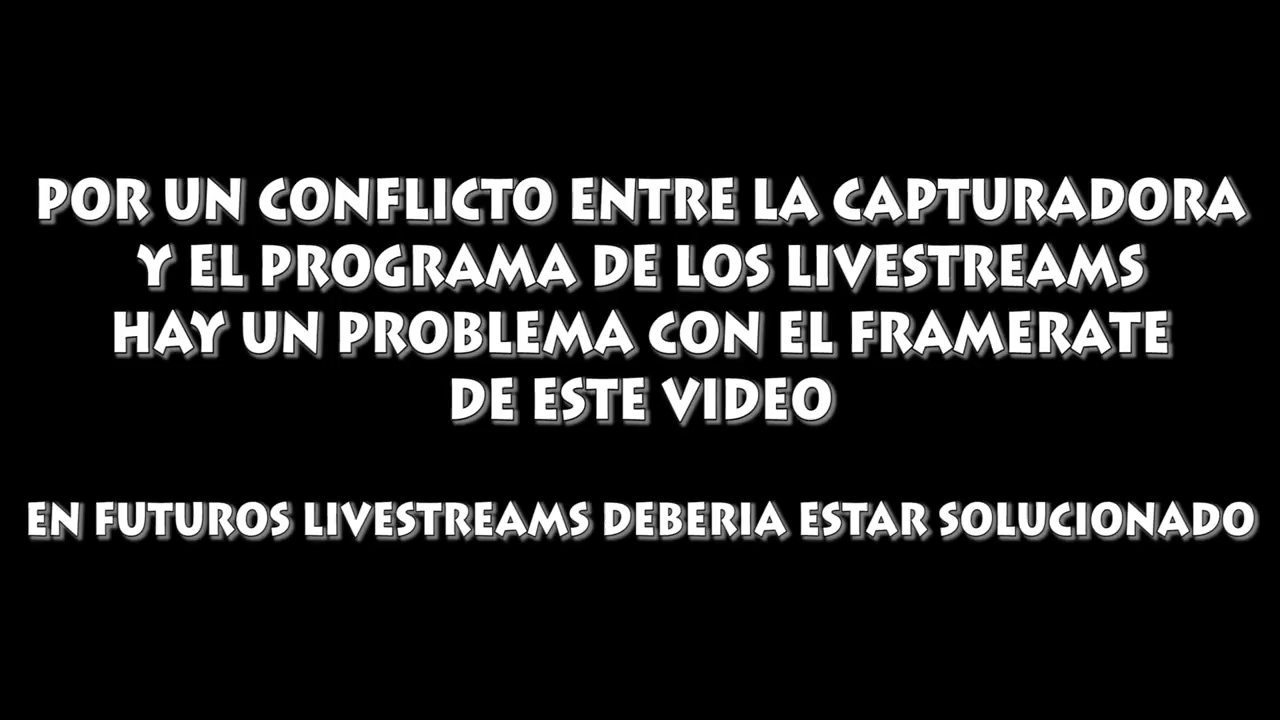 POR UN CONFLICTO ENTRE LA CAPTURADORA
Y EL PROGRAMA DE LOS LIVESTREAMS
HAY UN PROBLEMA CON EL FRAMERATE
DE ESTE VIDEO
EN FUTUROS LIVESTREAMS DEBERIA ESTAR SOLUCIONADO